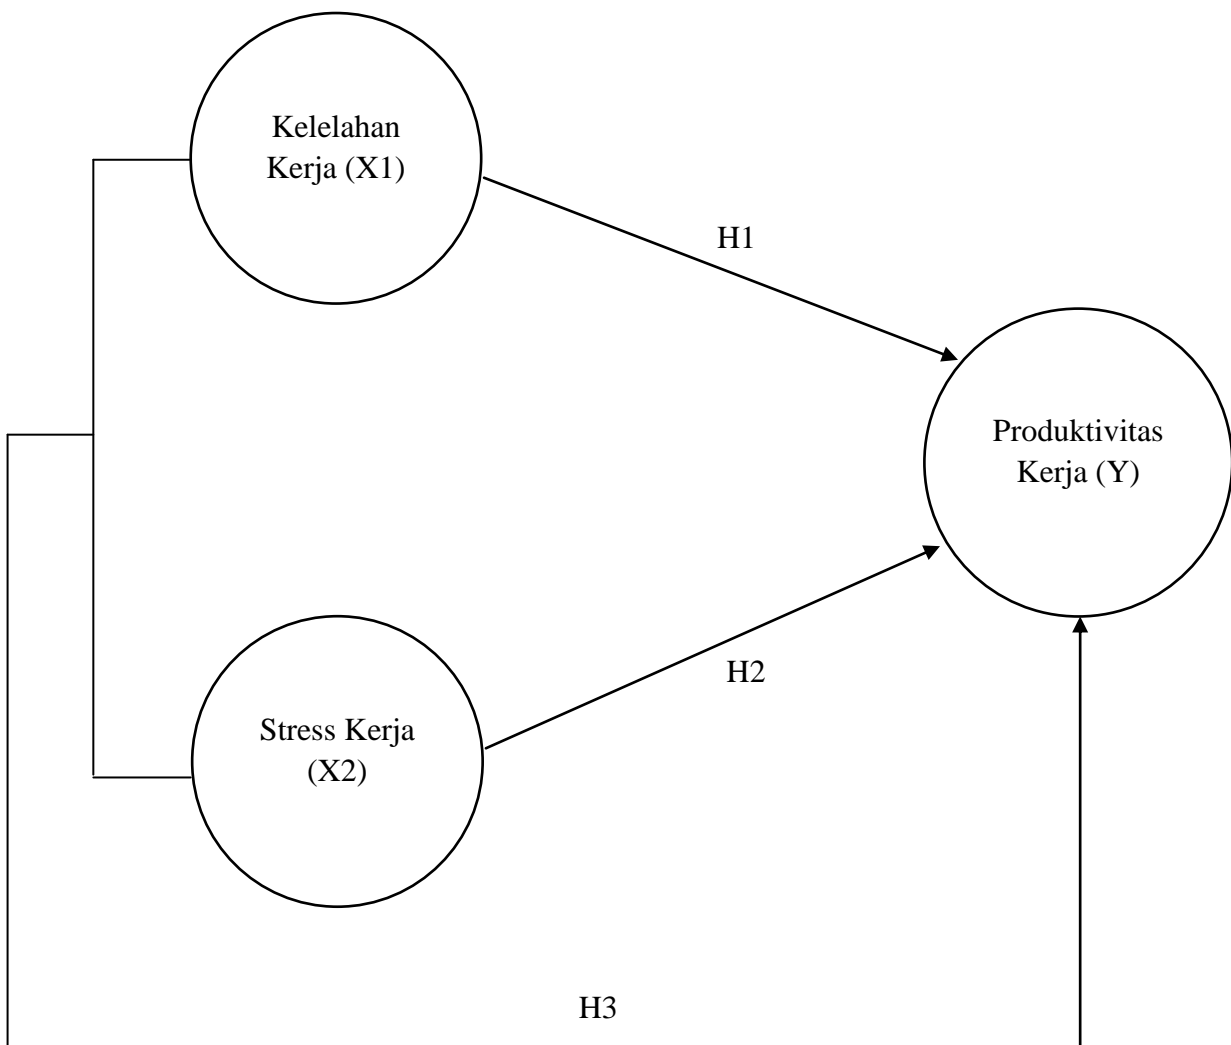 Kelelahan
Kerja (X1)
H1
Produktivitas
Kerja (Y)
H2
Stress Kerja
(X2)
H3